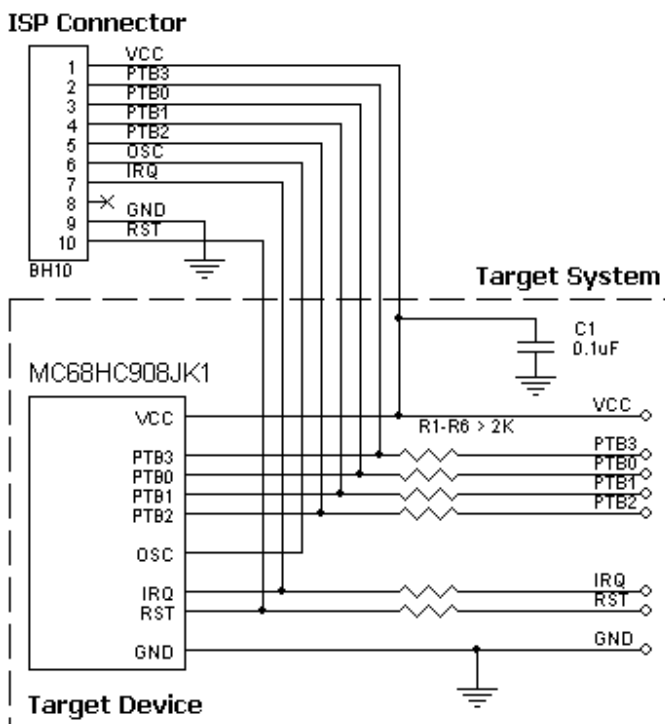 ISP Connector
1 VCC
2 PTB3
3 PTB0
4 PTB1
5 PTB2
6 OSC
7 IRQ
8
9 GND
10 RST
BH10
Target System
C1
0.1uF
MC68HC908JK1
VCC
R1-R6 > 2K
VCC
PTB3
PTB3
PTB0
PTB0
PTB1
PTB1
PTB2
PTB2
OSC
IRQ
IRQ
RST
RST
GND
GND
Target Device